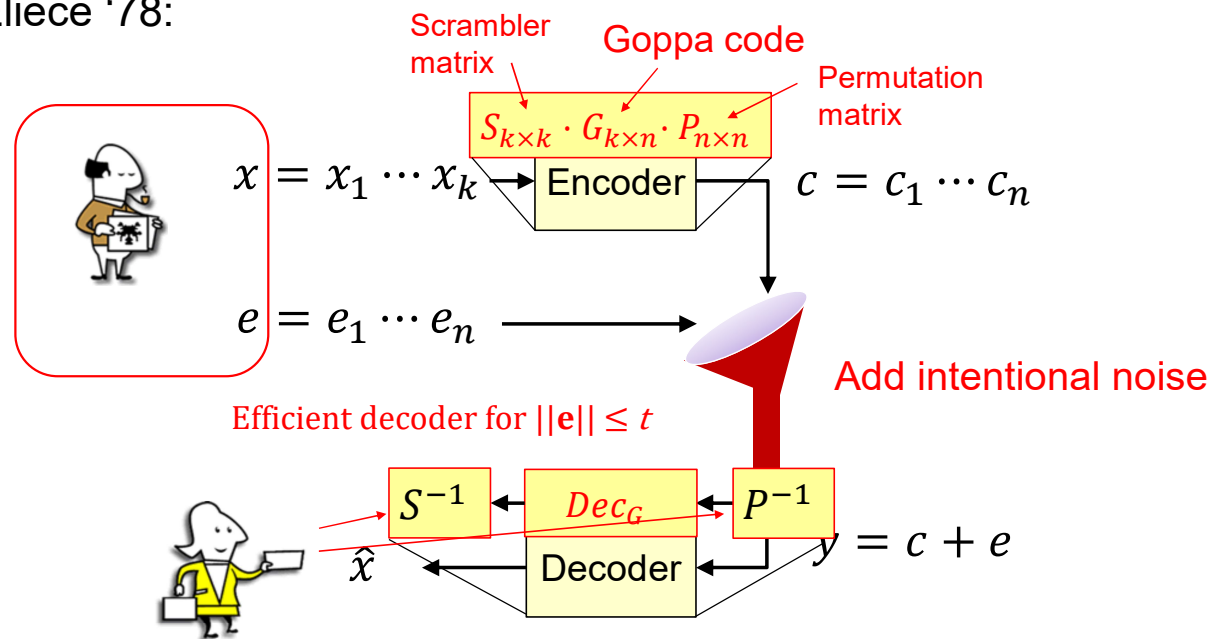 ‘78:
Scrambler
matrix
Goppa code
Permutation
matrix
S_{k×k} · G_{k×n} · P_{n×n}
x = x_1 ⋯ x_k
Encoder
c = c_1 ⋯ c_n
e = e_1 ⋯ e_n
Add intentional noise
Efficient decoder for ||e|| ≤ t
S^{−1}
Dec_G
P^{−1}
y = c + e
x̂
Decoder